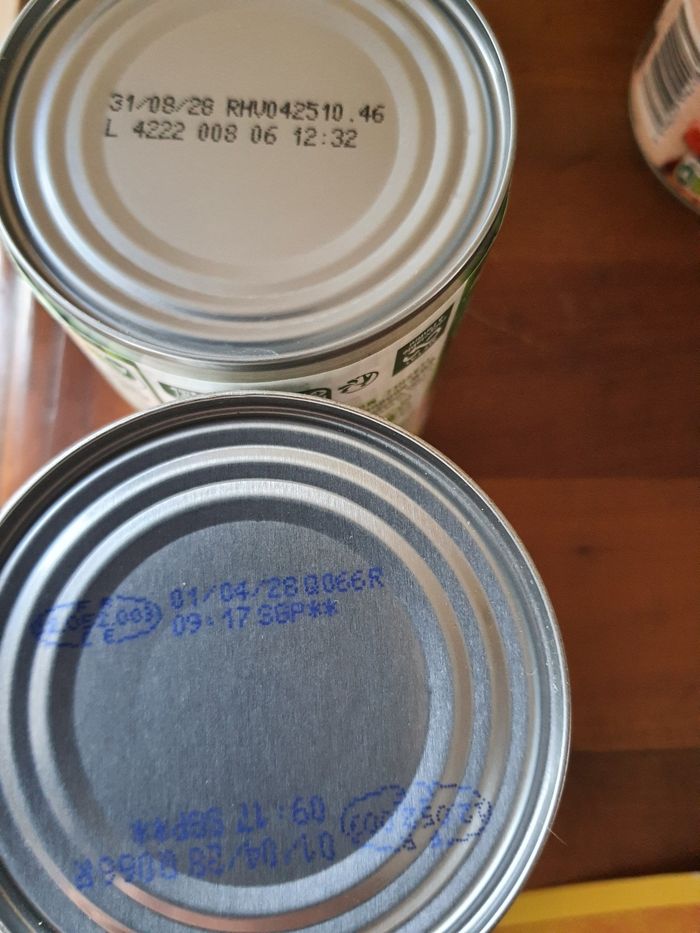 31/08/28 RHV042510.46
L 4222 008 06 12:32
01/04/28 Q066R
09:17 SGP**
09:17 SGP**
01/04/28 Q066R